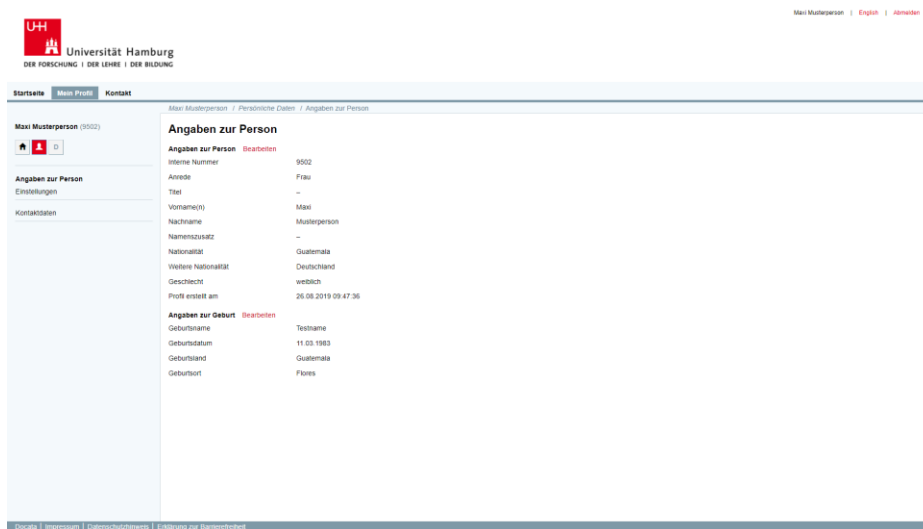 Maxi Musterperson | English | Abmelden
UHH
Universität Hamburg
DER FORSCHUNG | DER LEHRE | DER BILDUNG
Startseite Mein Profil Kontakt
Maxi Musterperson / Persönliche Daten / Angaben zur Person
Maxi Musterperson (9502)
0
Angaben zur Person
Einstellungen
Kontaktdaten
Angaben zur Person
Angaben zur Person Bearbeiten
Interne Nummer 9502
Anrede Frau
Titel –
Vorname(n) Maxi
Nachname Musterperson
Namenszusatz –
Nationalität Guatemala
Weitere Nationalität Deutschland
Geschlecht weiblich
Profil erstellt am 26.08.2019 09:47:36
Angaben zur Geburt Bearbeiten
Geburtsname Testname
Geburtsdatum 11.03.1983
Geburtsland Guatemala
Geburtsort Flores
Docata | Impressum | Datenschutzhinweis | Erklärung zur Barrierefreiheit